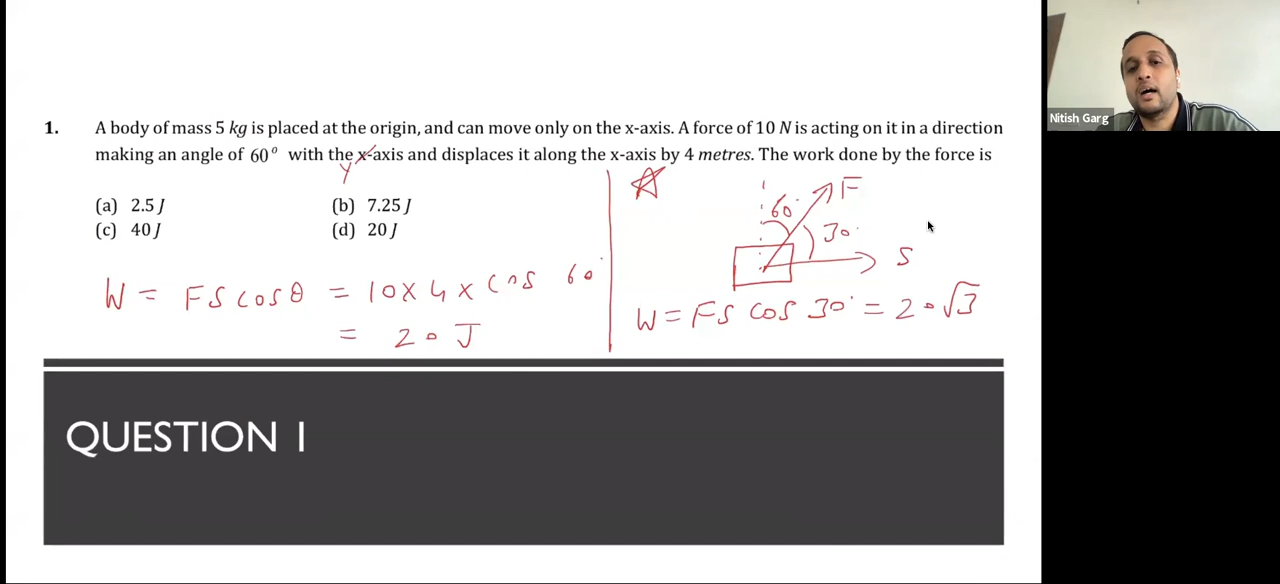 Nitish Garg
1. A body of mass 5 kg is placed at the origin, and can move only on the x-axis. A force of 10 N is acting on it in a direction
making an angle of 60° with the x-axis and displaces it along the x-axis by 4 metres. The work done by the force is
Y
(a) 2.5 J (b) 7.25 J
(c) 40 J (d) 20 J
W = FS cosθ = 10 × 4 × cos 60°
= 20 J
60° F
30°
S
W = FS cos 30° = 20√3
QUESTION 1